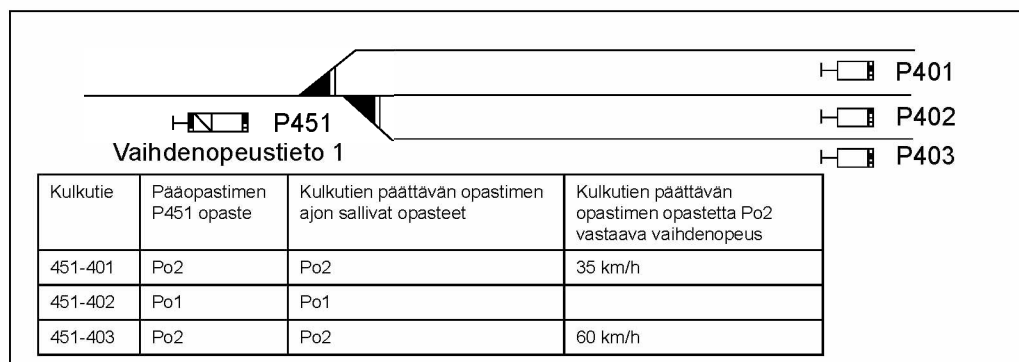 P401
P451
P402
Vaihdenopeustieto 1
P403
Kulkutie
Pääopastimen
P451 opaste
Kulkutien päättävän opastimen
ajon sallivat opasteet
Kulkutien päättävän
opastimen opastetta Po2
vastaava vaihdenopeus
451-401 Po2 Po2 35 km/h
451-402 Po1 Po1
451-403 Po2 Po2 60 km/h